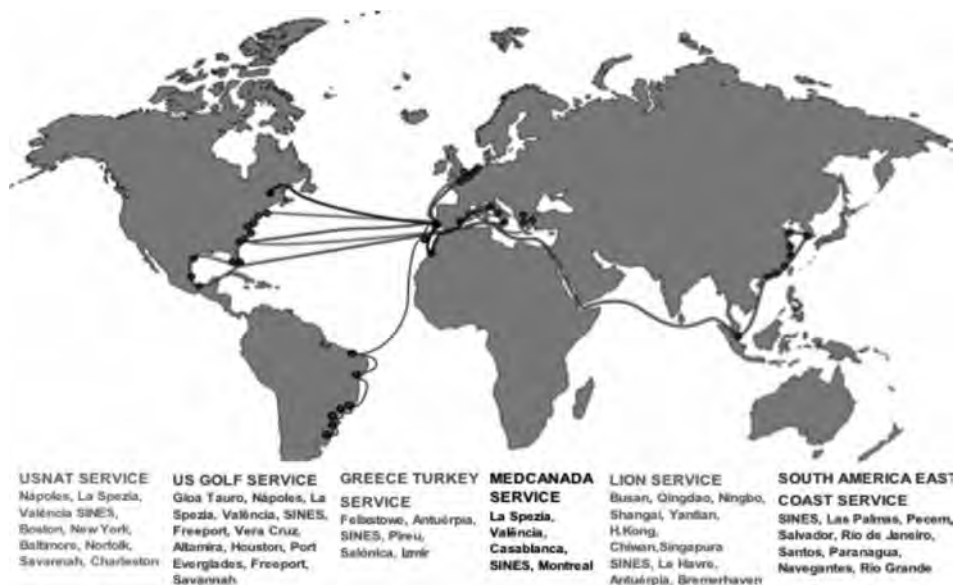 USNAT SERVICE
Nápoles, La Spezia,
València SINES,
Boston, New York,
Baltimore, Norfolk,
Savannah, Charleston
US GOLF SERVICE
Gioa Tauro, Nápoles, La
Spezia, València, SINES,
Freeport, Vera Cruz,
Altamira, Houston, Port
Everglades, Freeport,
Savannah
GREECE TURKEY
SERVICE
Felixstowe, Antuérpia,
SINES, Pireu,
Salónica, Izmir
MEDCANADA
SERVICE
La Spezia,
València,
Casablanca,
SINES, Montreal
LION SERVICE
Busan, Qingdao, Ningbo,
Shangai, Yantian,
H.Kong,
Chiwan,Singapura
SINES, Le Havre,
Antuérpia, Bremerhaven
SOUTH AMERICA EAST
COAST SERVICE
SINES, Las Palmas, Pecem,
Salvador, Rio de Janeiro,
Santos, Paranagua,
Navegantes, Rio Grande